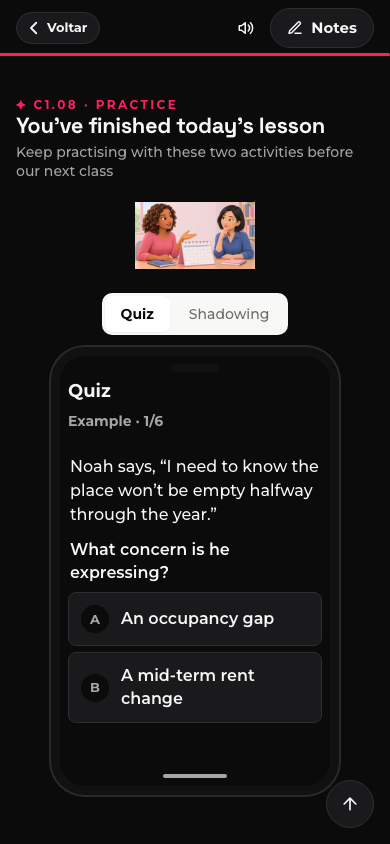 Voltar
Notes
C1.08 · PRACTICE
You’ve finished today’s lesson
Keep practising with these two activities before
our next class
Quiz
Shadowing
Quiz
Example · 1/6
Noah says, “I need to know the
place won’t be empty halfway
through the year.”
What concern is he
expressing?
A An occupancy gap
B A mid-term rent
change